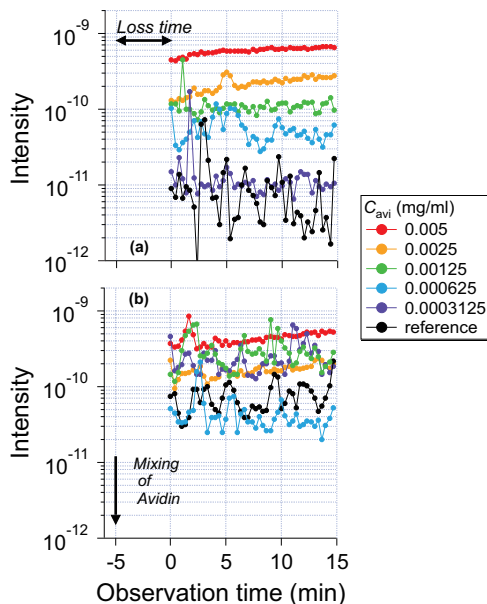 Loss time
10^-9
10^-10
10^-11
10^-12
Intensity
(a)
C_avi (mg/ml)
0.005
0.0025
0.00125
0.000625
0.0003125
reference
(b)
10^-9
10^-10
10^-11
10^-12
Intensity
Mixing
of
Avidin
-5 0 5 10 15
Observation time (min)